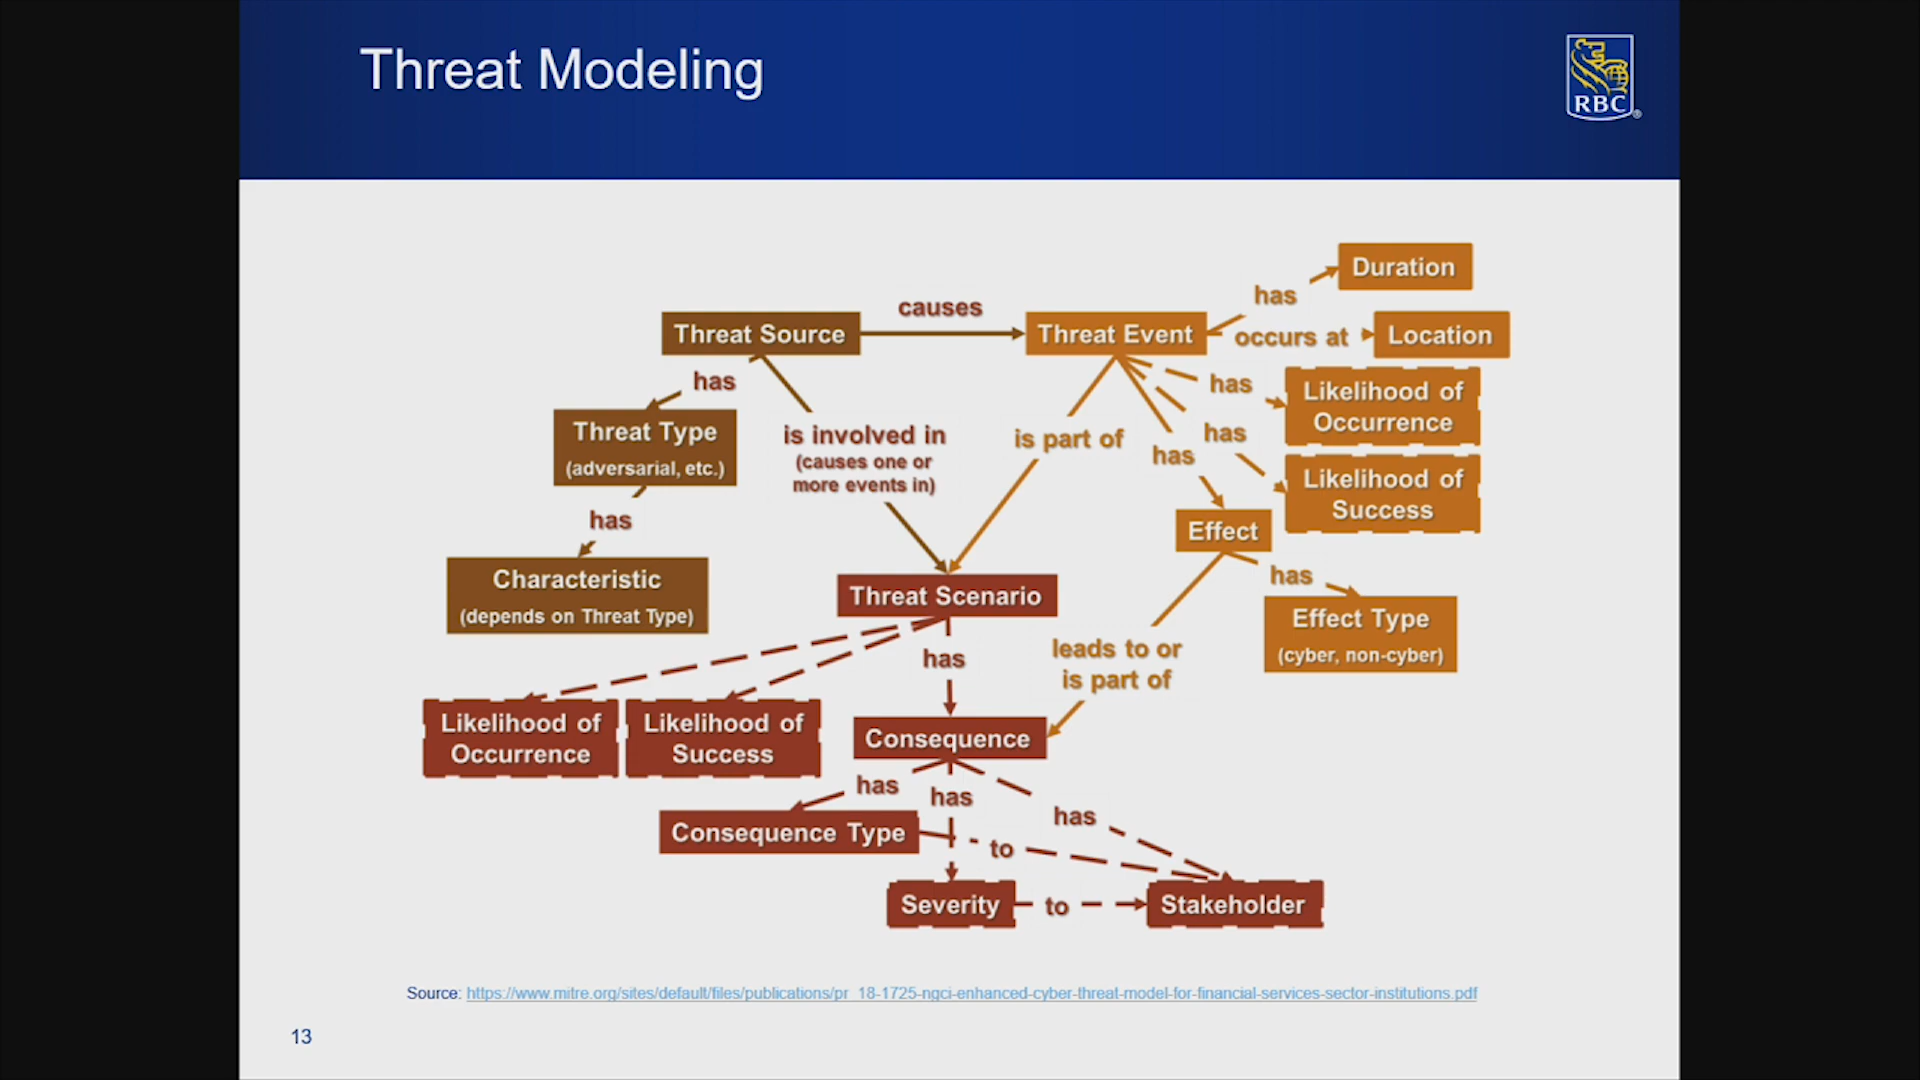 Threat Modeling
RBC
Duration
has
causes
Threat Source
Threat Event
occurs at
Location
has
has
Likelihood of
Occurrence
Threat Type
(adversarial, etc.)
is involved in
(causes one or
more events in)
is part of
has
has
Likelihood of
Success
has
Effect
Characteristic
(depends on Threat Type)
Threat Scenario
has
Effect Type
(cyber, non-cyber)
has
leads to or
is part of
Likelihood of
Occurrence
Likelihood of
Success
Consequence
has
has
has
Consequence Type
to
Severity
to
Stakeholder
Source: https://www.mitre.org/sites/default/files/publications/pr_18-1725-ngci-enhanced-cyber-threat-model-for-financial-services-sector-institutions.pdf
13